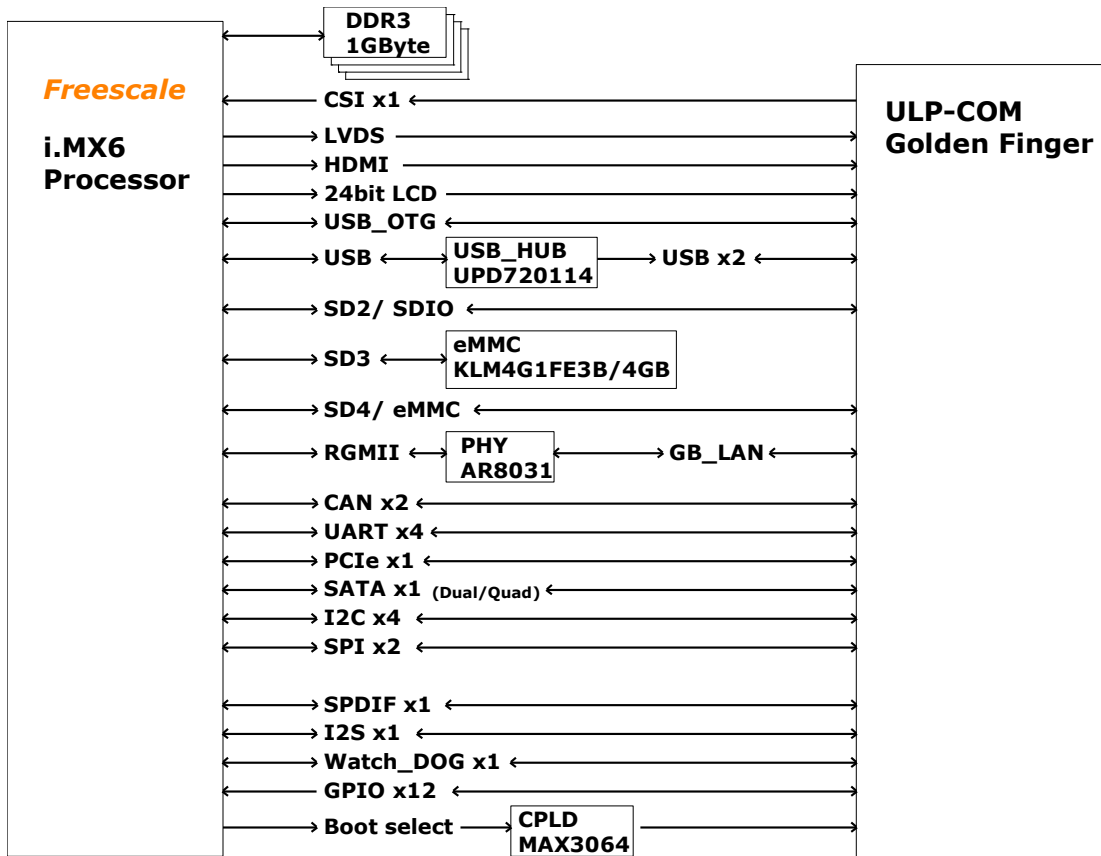 DDR3
1GByte
Freescale
i.MX6
Processor
ULP-COM
Golden Finger
CSI x1
LVDS
HDMI
24bit LCD
USB_OTG
USB
USB_HUB
UPD720114
USB x2
SD2/ SDIO
SD3
eMMC
KLM4G1FE3B/4GB
SD4/ eMMC
RGMII
PHY
AR8031
GB_LAN
CAN x2
UART x4
PCIe x1
SATA x1 (Dual/Quad)
I2C x4
SPI x2
SPDIF x1
I2S x1
Watch_DOG x1
GPIO x12
Boot select
CPLD
MAX3064